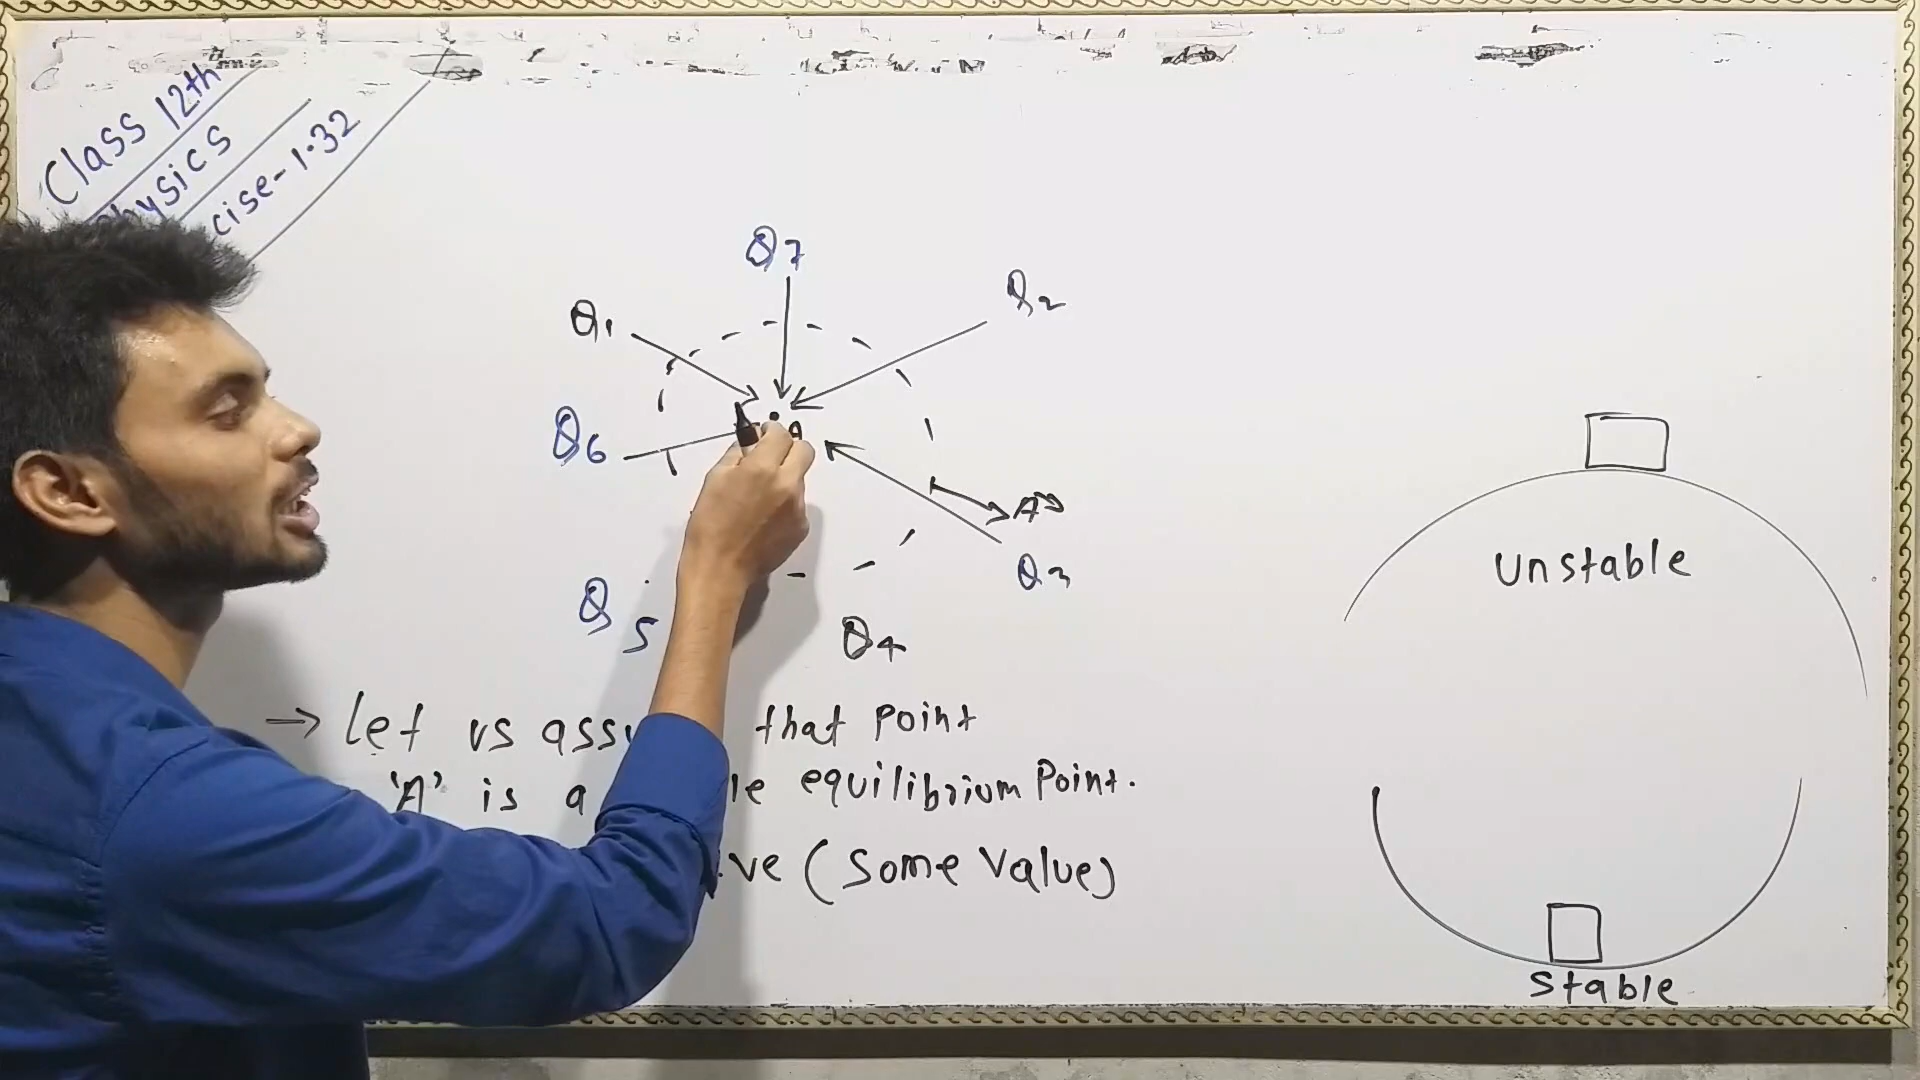 Class 12th
Physics
cise-1.32
Q7
Q1
Q2
Q6
A
A
Q3
Q5
Q4
unstable
→ let us ass that point
'A' is a le equilibrium Point.
ve (some value)
stable